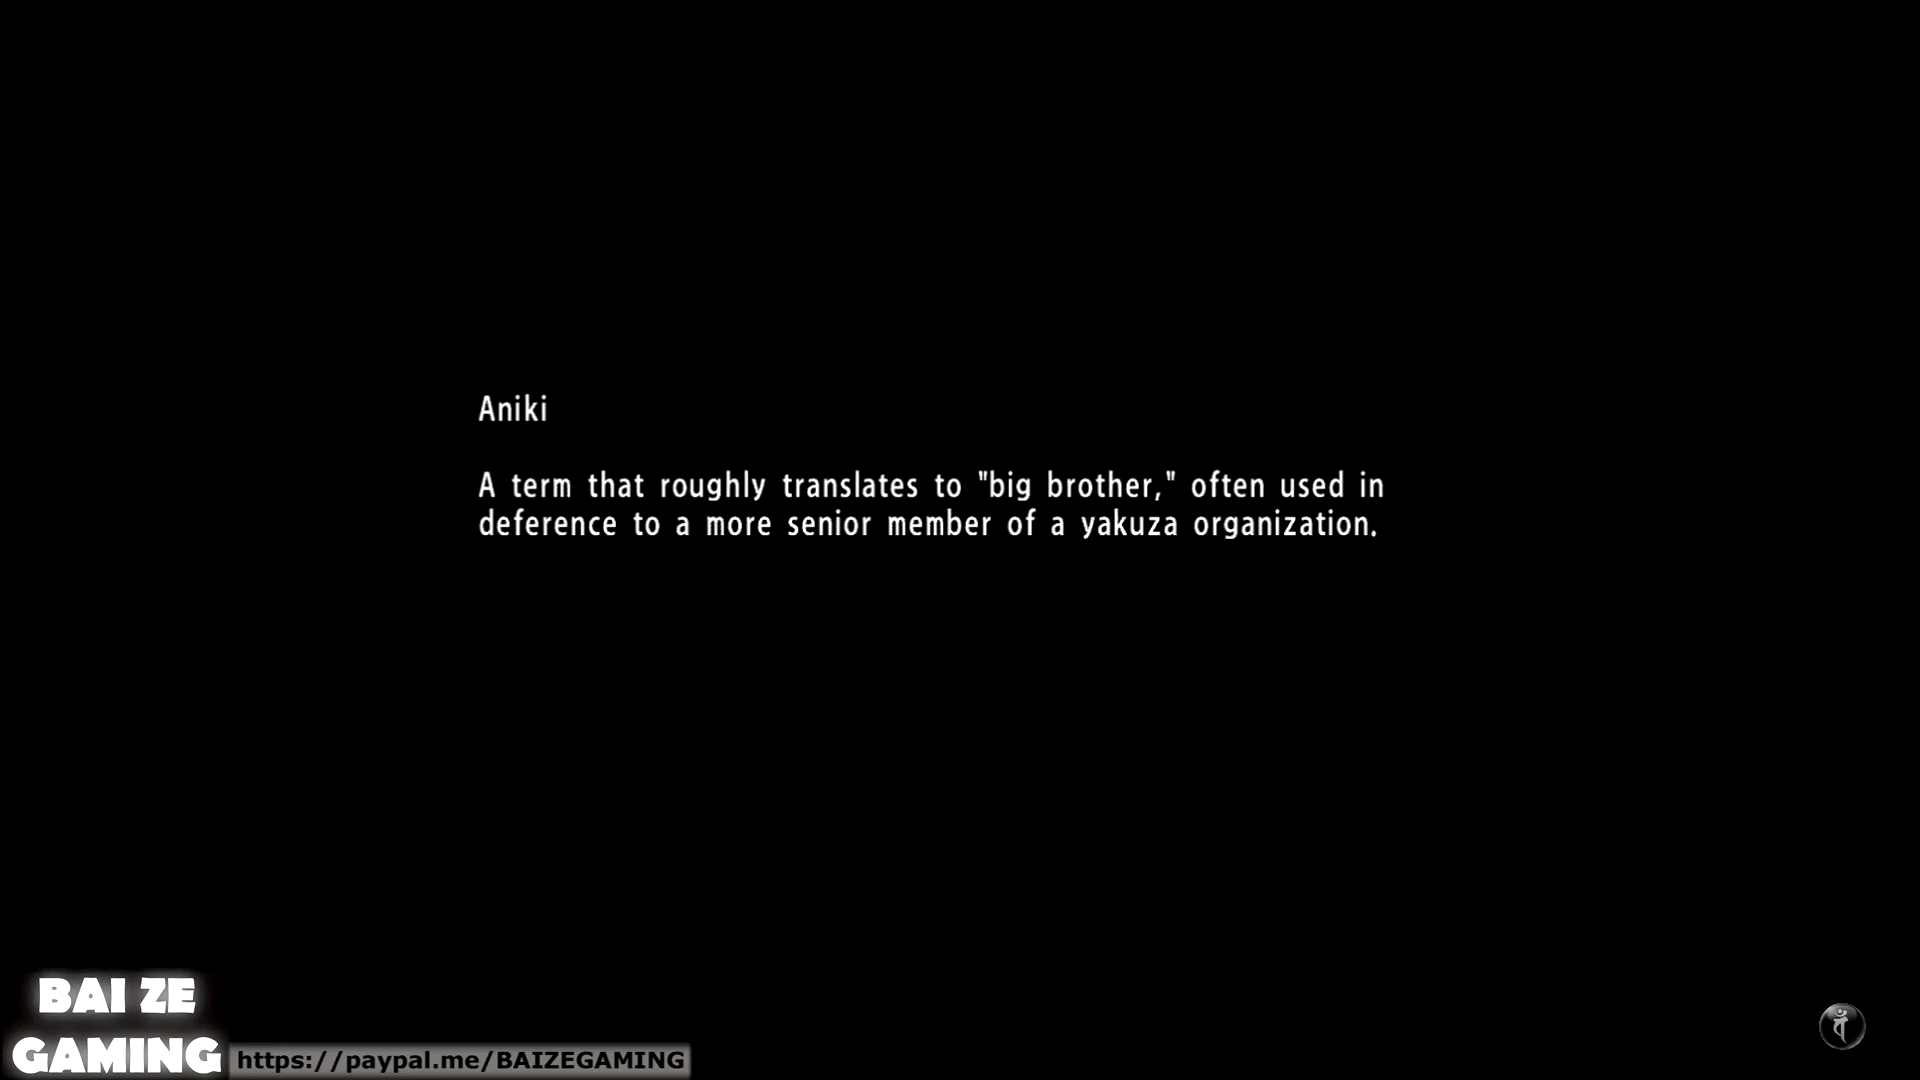 Aniki
A term that roughly translates to "big brother," often used in
deference to a more senior member of a yakuza organization.
BAI ZE
GAMING
https://paypal.me/BAIZEGAMING